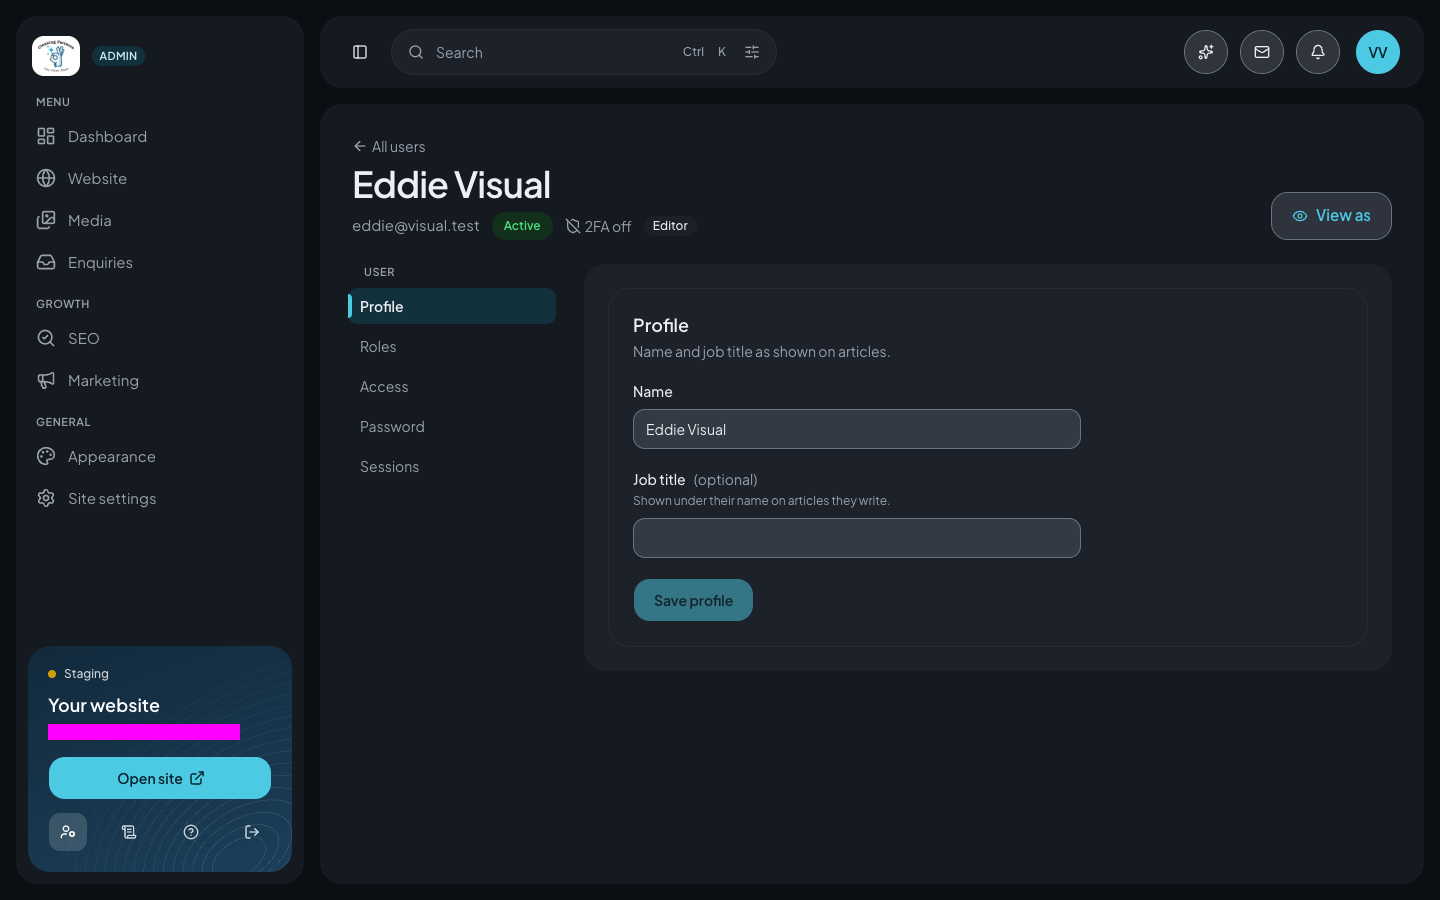 ADMIN
MENU
Dashboard
Website
Media
Enquiries
GROWTH
SEO
Marketing
GENERAL
Appearance
Site settings
Staging
Your website
Open site
Search
Ctrl K
VV
All users
Eddie Visual
eddie@visual.test
Active
2FA off
Editor
View as
USER
Profile
Roles
Access
Password
Sessions
Profile
Name and job title as shown on articles.
Name
Eddie Visual
Job title (optional)
Shown under their name on articles they write.
Save profile